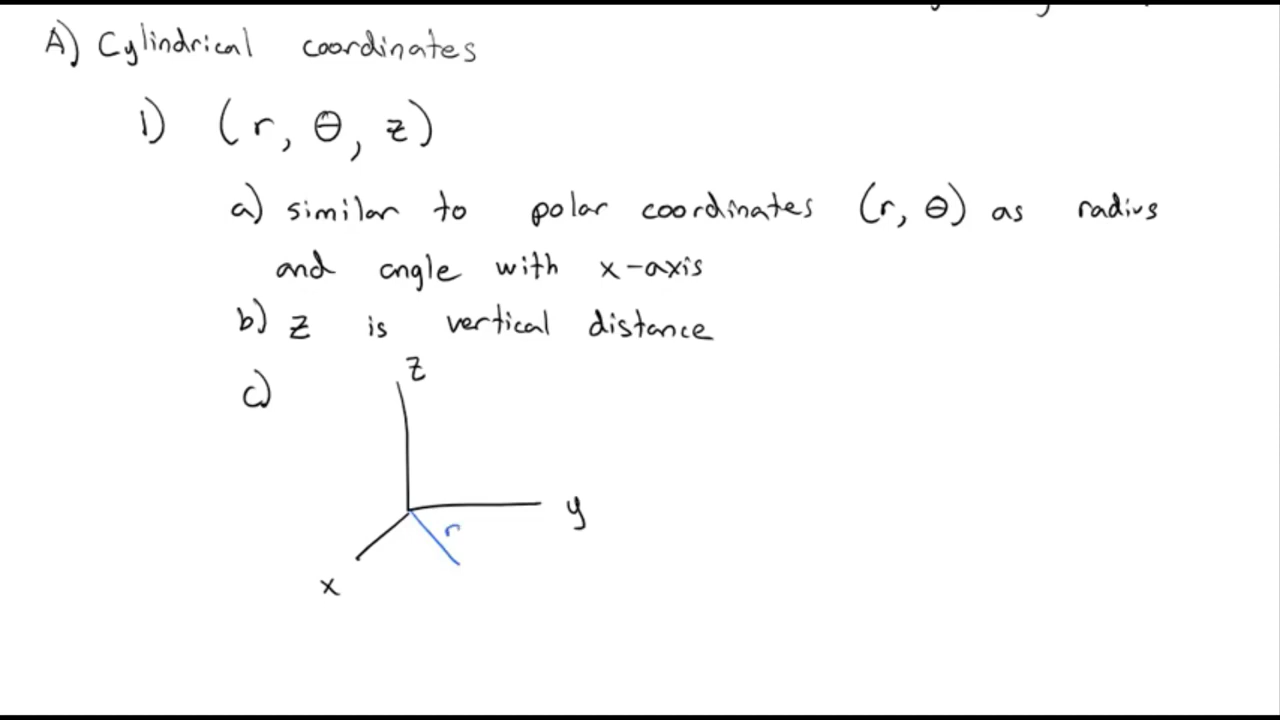 A) Cylindrical coordinates
1) (r, θ, z)
a) similar to polar coordinates (r, θ) as radius
and angle with x-axis
b) z is vertical distance
c)
z
y
r
x